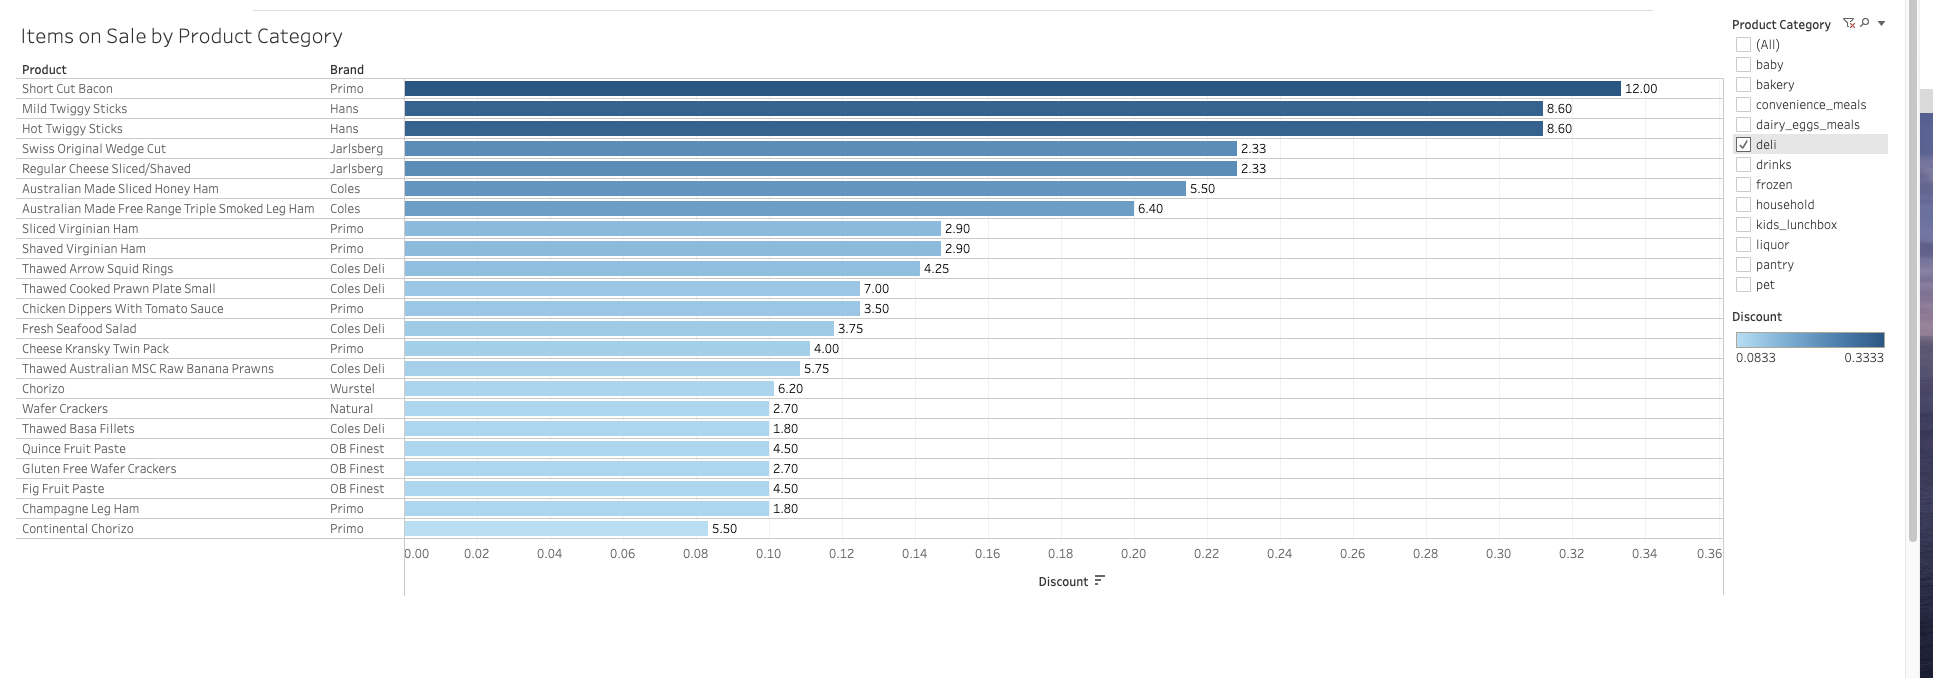 Items on Sale by Product Category
Product Brand
Short Cut Bacon Primo 12.00
Mild Twiggy Sticks Hans 8.60
Hot Twiggy Sticks Hans 8.60
Swiss Original Wedge Cut Jarlsberg 2.33
Regular Cheese Sliced/Shaved Jarlsberg 2.33
Australian Made Sliced Honey Ham Coles 5.50
Australian Made Free Range Triple Smoked Leg Ham Coles 6.40
Sliced Virginian Ham Primo 2.90
Shaved Virginian Ham Primo 2.90
Thawed Arrow Squid Rings Coles Deli 4.25
Thawed Cooked Prawn Plate Small Coles Deli 7.00
Chicken Dippers With Tomato Sauce Primo 3.50
Fresh Seafood Salad Coles Deli 3.75
Cheese Kransky Twin Pack Primo 4.00
Thawed Australian MSC Raw Banana Prawns Coles Deli 5.75
Chorizo Wurstel 6.20
Wafer Crackers Natural 2.70
Thawed Basa Fillets Coles Deli 1.80
Quince Fruit Paste OB Finest 4.50
Gluten Free Wafer Crackers OB Finest 2.70
Fig Fruit Paste OB Finest 4.50
Champagne Leg Ham Primo 1.80
Continental Chorizo Primo 5.50
0.00 0.02 0.04 0.06 0.08 0.10 0.12 0.14 0.16 0.18 0.20 0.22 0.24 0.26 0.28 0.30 0.32 0.34 0.36
Discount
Product Category
(All)
baby
bakery
convenience_meals
dairy_eggs_meals
deli
drinks
frozen
household
kids_lunchbox
liquor
pantry
pet
Discount
0.0833 0.3333